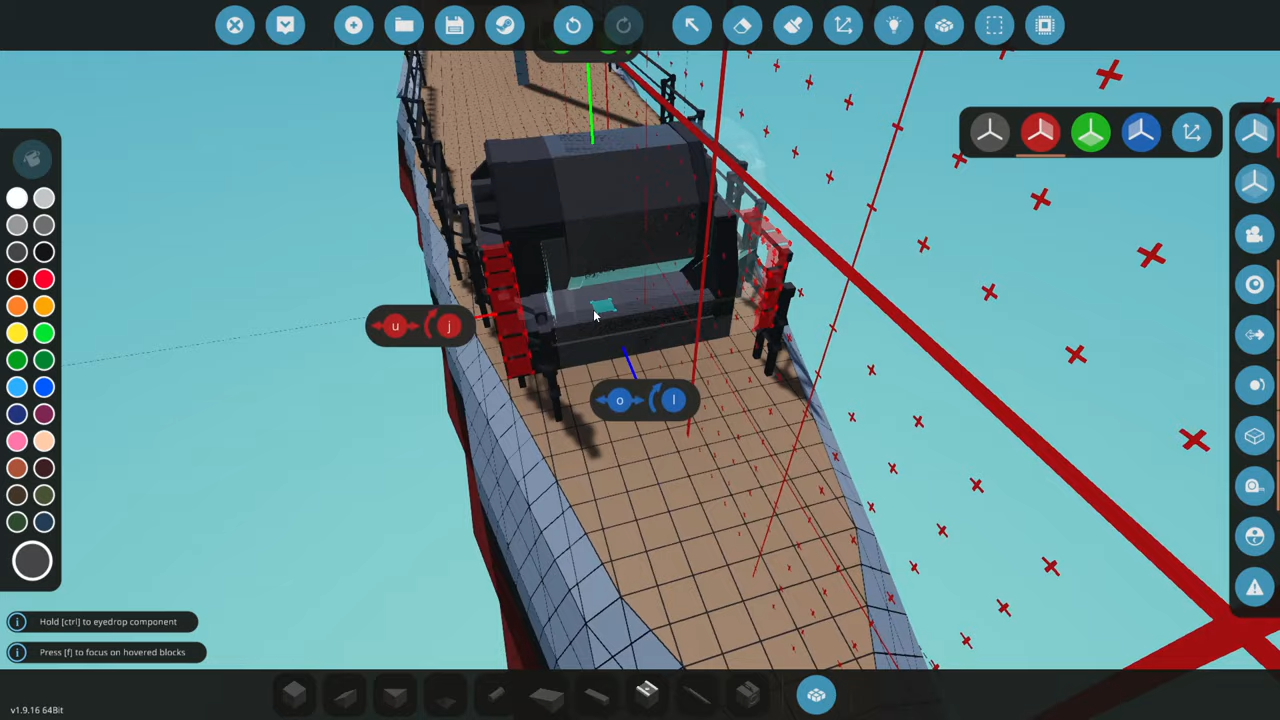 u j
o l
Hold [ctrl] to eyedrop component
Press [f] to focus on hovered blocks
v1.9.16 64Bit